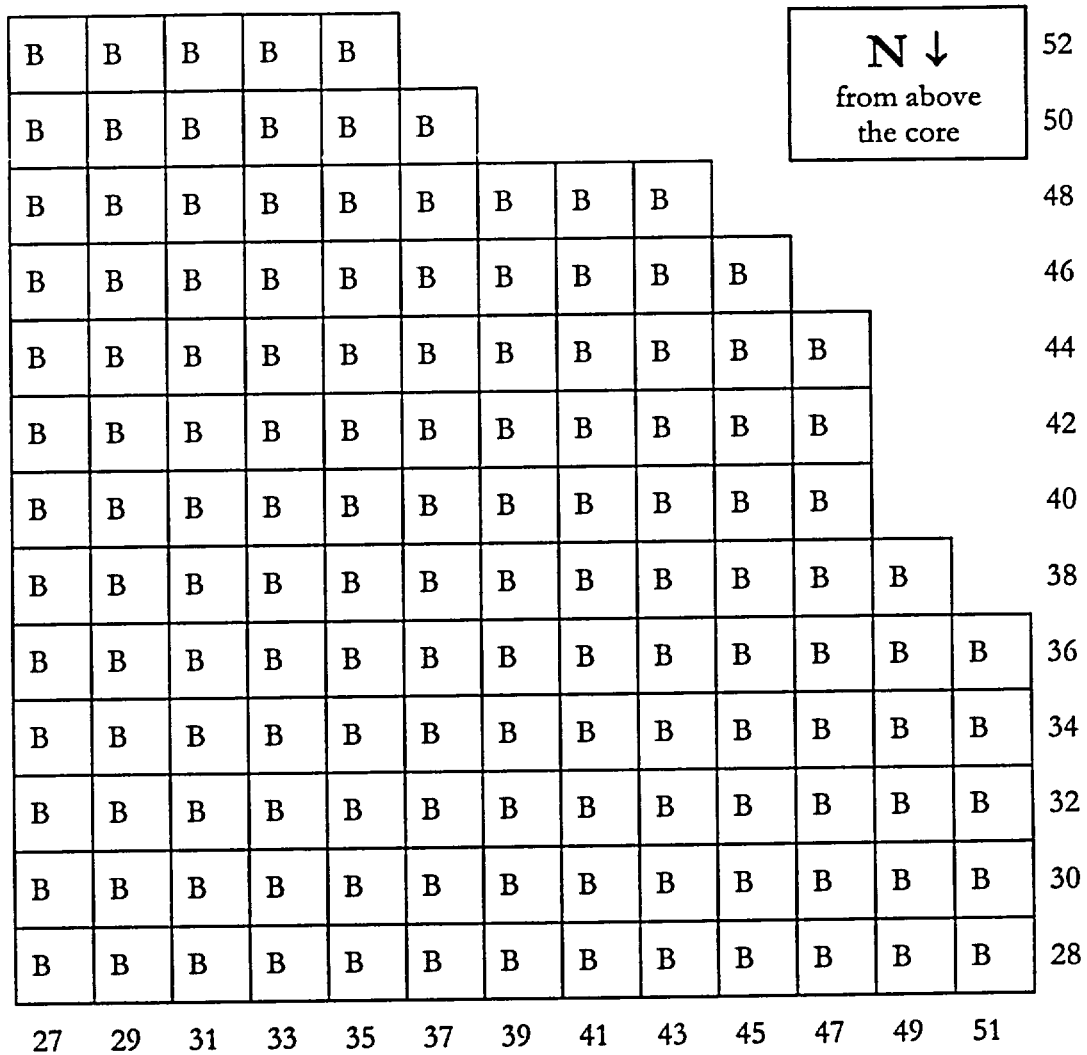 B B B B B 52
N ↓
from above
the core
B B B B B B 50
B B B B B B B B B 48
B B B B B B B B B B 46
B B B B B B B B B B B 44
B B B B B B B B B B B 42
B B B B B B B B B B B 40
B B B B B B B B B B B B 38
B B B B B B B B B B B B B 36
B B B B B B B B B B B B B 34
B B B B B B B B B B B B B 32
B B B B B B B B B B B B B 30
B B B B B B B B B B B B B 28
27 29 31 33 35 37 39 41 43 45 47 49 51